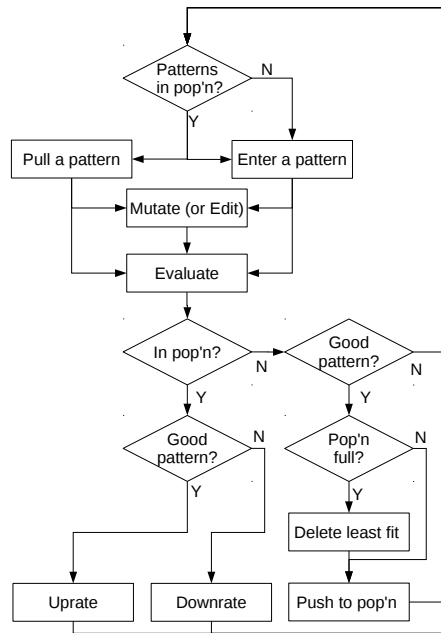 Patterns
in pop'n?
N
Y
Pull a pattern
Enter a pattern
Mutate (or Edit)
Evaluate
In pop'n?
N
Y
Good
pattern?
N
Y
Good
pattern?
N
Y
Pop'n
full?
N
Y
Delete least fit
Uprate
Downrate
Push to pop'n